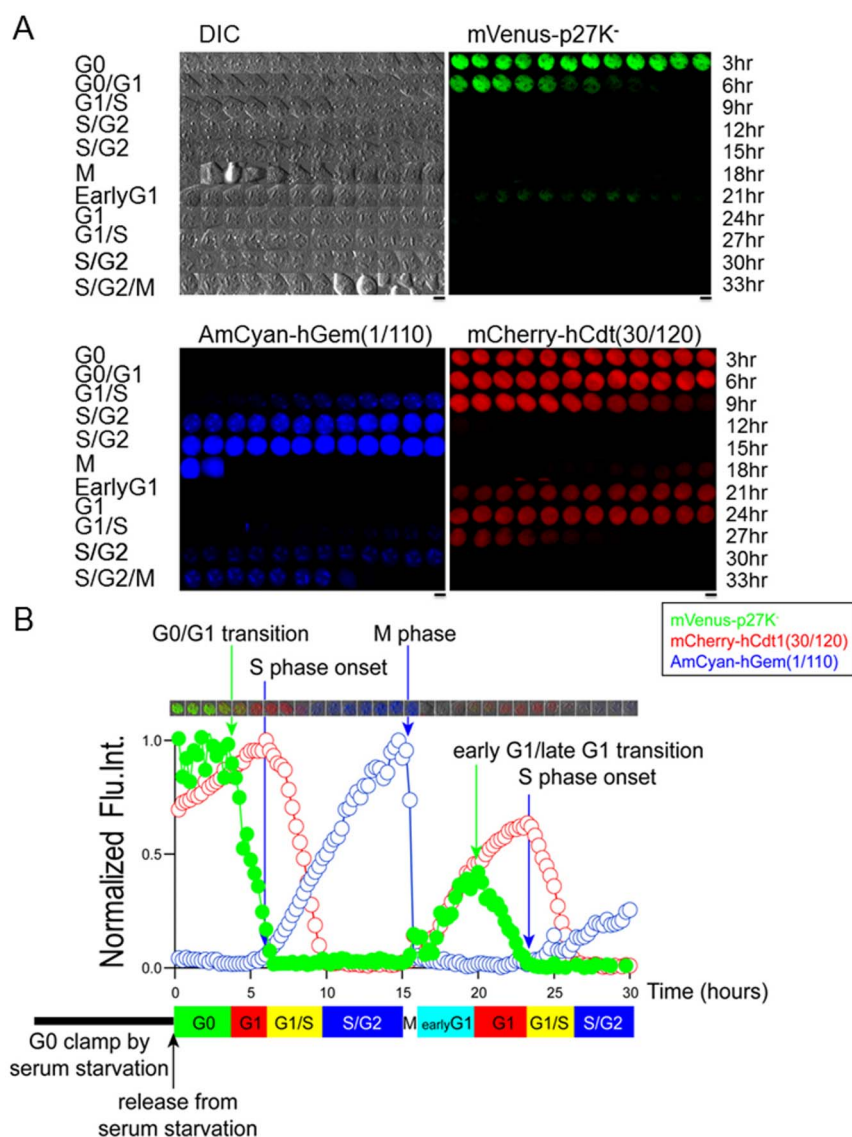 A
DIC
mVenus-p27K-
G0
G0/G1
G1/S
S/G2
S/G2
M
EarlyG1
G1
G1/S
S/G2
S/G2/M
3hr
6hr
9hr
12hr
15hr
18hr
21hr
24hr
27hr
30hr
33hr
AmCyan-hGem(1/110)
mCherry-hCdt(30/120)
G0
G0/G1
G1/S
S/G2
S/G2
M
EarlyG1
G1
G1/S
S/G2
S/G2/M
3hr
6hr
9hr
12hr
15hr
18hr
21hr
24hr
27hr
30hr
33hr
B
mVenus-p27K-
mCherry-hCdt1(30/120)
AmCyan-hGem(1/110)
G0/G1 transition
M phase
S phase onset
early G1/late G1 transition
S phase onset
Normalized Flu.Int.
1.0
0.5
0.0
0 5 10 15 20 25 30 Time (hours)
G0 G1 G1/S S/G2 M earlyG1 G1 G1/S S/G2
G0 clamp by
serum starvation
release from
serum starvation